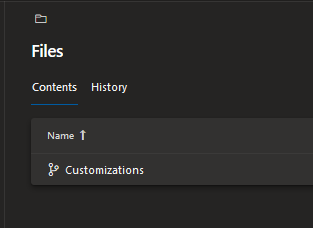 Files
Contents History
Name ↑
Customizations